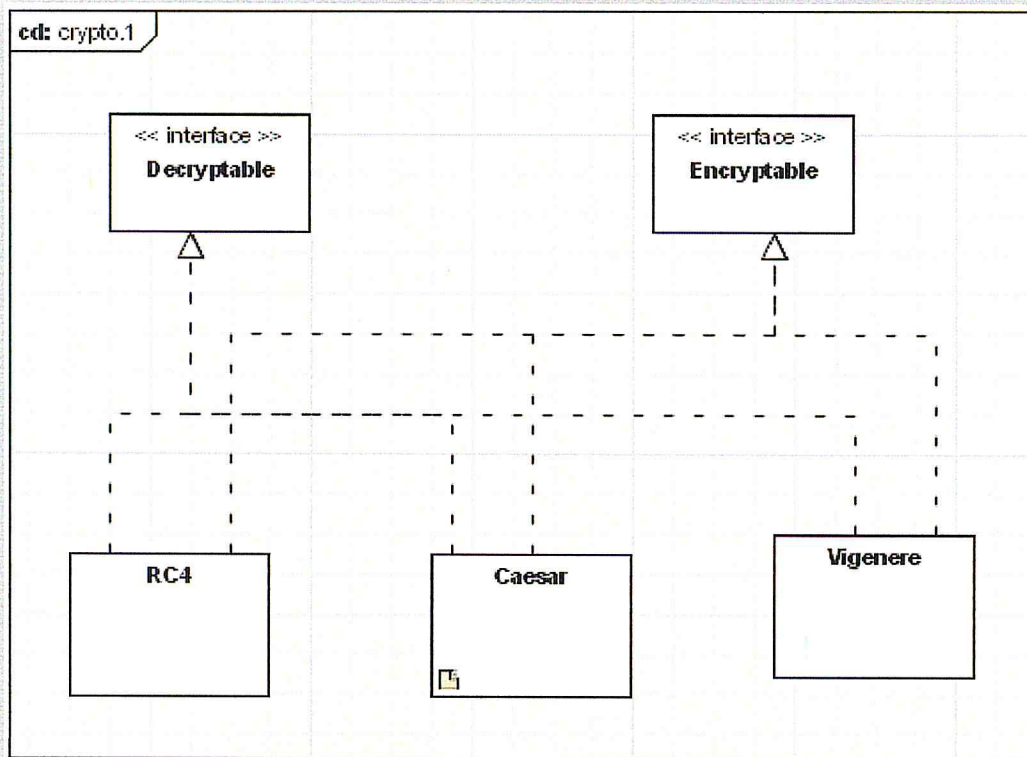 cd: crypto.1
<< interface >>
Decryptable
<< interface >>
Encryptable
RC4
Caesar
Vigenere